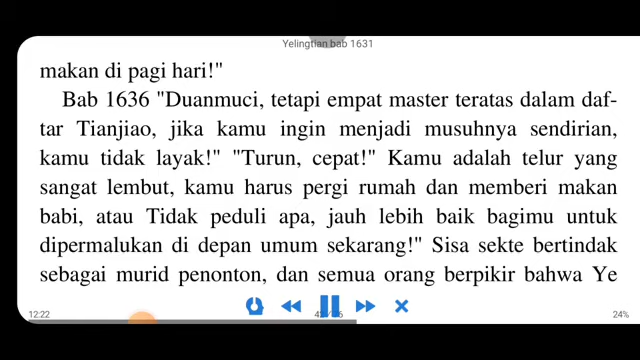 Yelingtian bab 1631
makan di pagi hari!"
Bab 1636 "Duanmuci, tetapi empat master teratas dalam daf-
tar Tianjiao, jika kamu ingin menjadi musuhnya sendirian,
kamu tidak layak!" "Turun, cepat!" Kamu adalah telur yang
sangat lembut, kamu harus pergi rumah dan memberi makan
babi, atau Tidak peduli apa, jauh lebih baik bagimu untuk
dipermalukan di depan umum sekarang!" Sisa sekte bertindak
sebagai murid penonton, dan semua orang berpikir bahwa Ye
12:22
24%